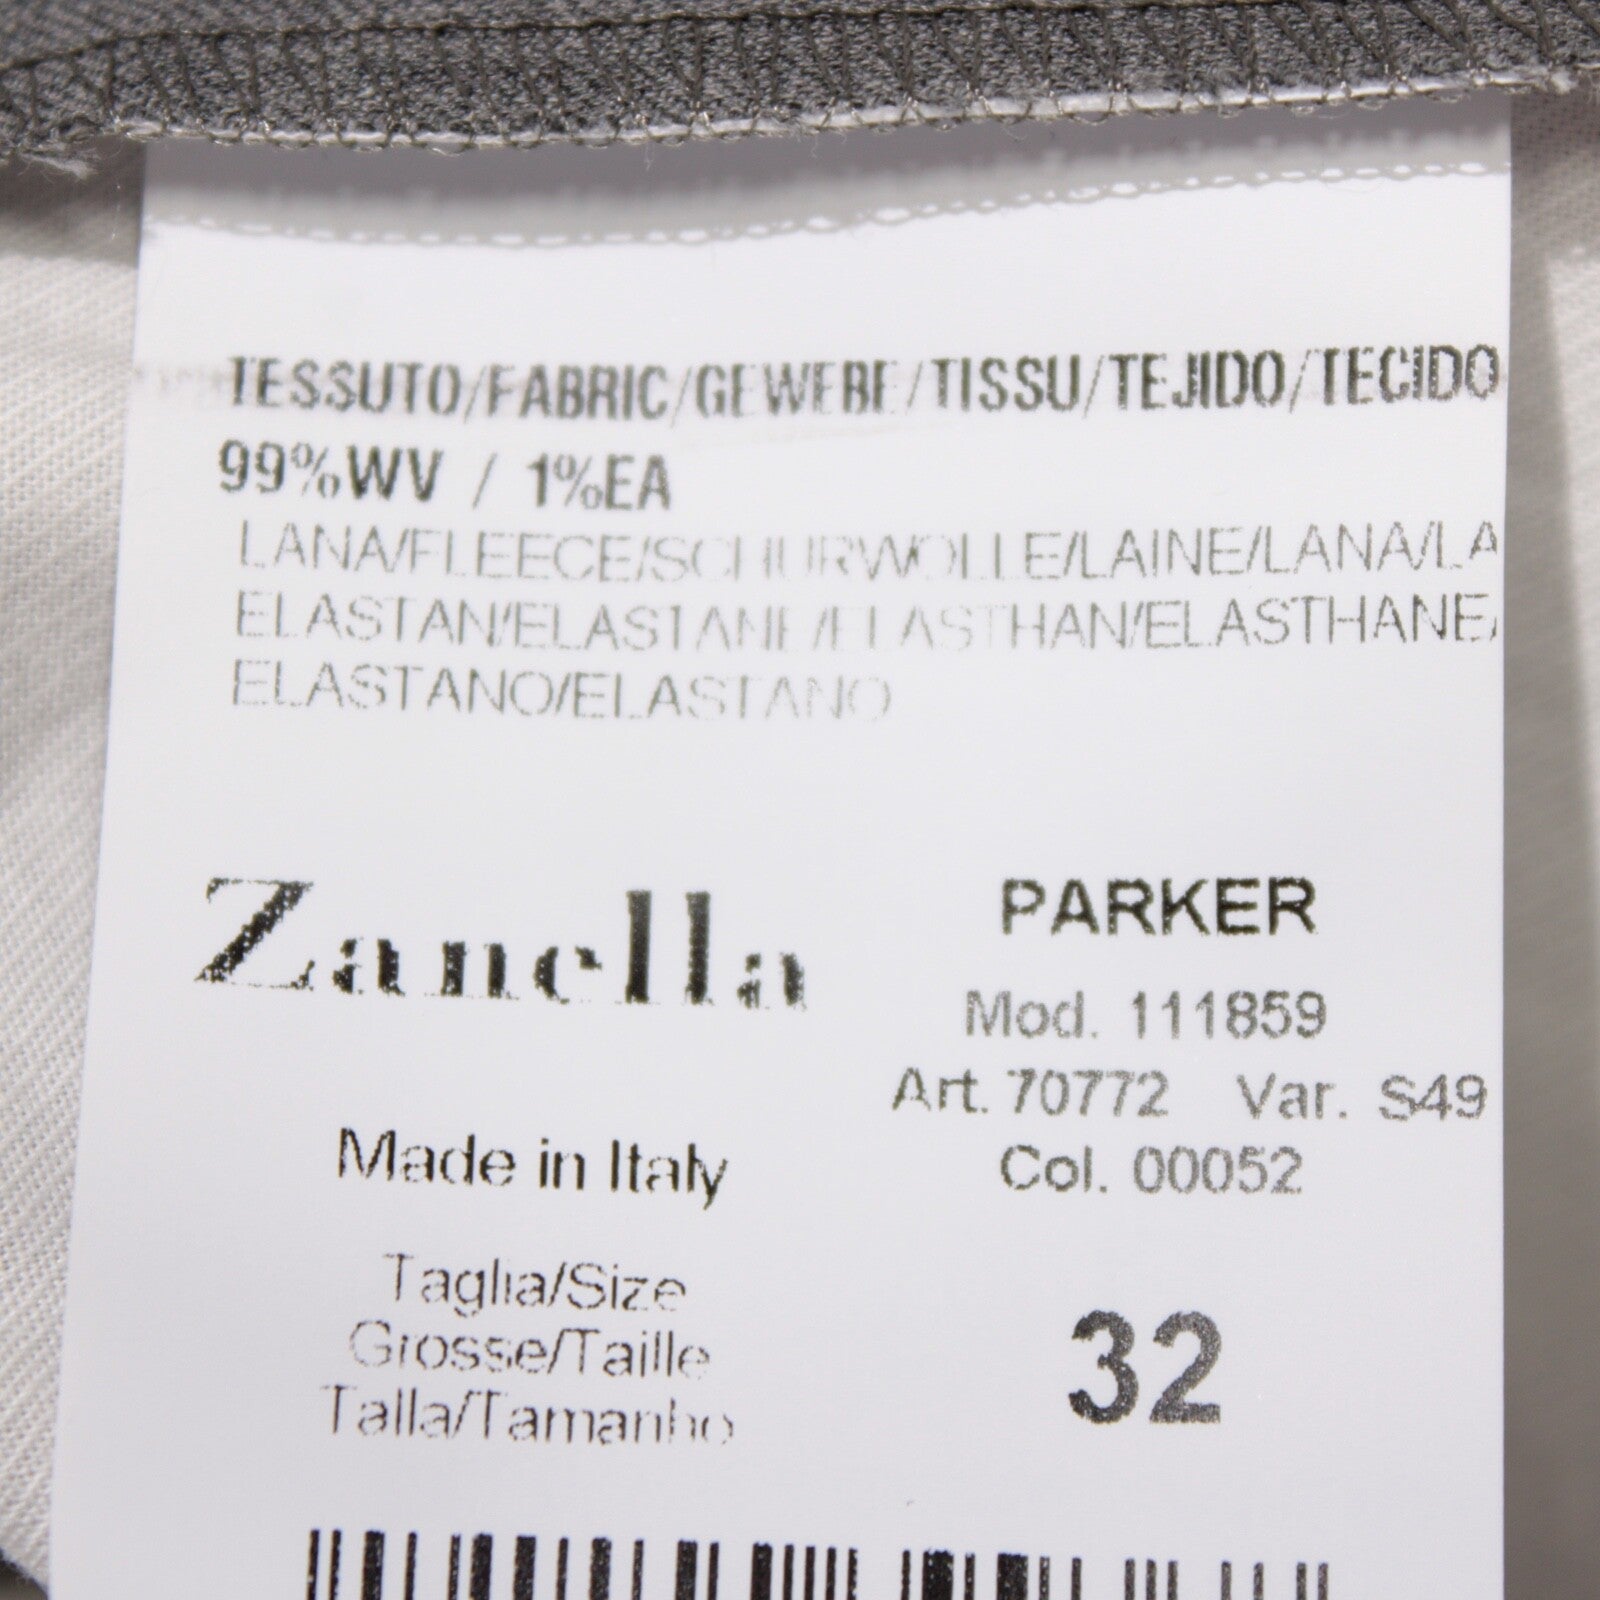 TESSUTO/FABRIC/GEWEBE/TISSU/TEJIDO/TECIDO
99%WV / 1%EA
LANA/FLEECE/SCHURWOLLE/LAINE/LANA/LA
ELASTAN/ELASTANE/ELASTHAN/ELASTHANE/
ELASTANO/ELASTANO
Zanella
PARKER
Mod. 111859
Art. 70772 Var. S49
Col. 00052
Made in Italy
Taglia/Size
Grosse/Taille
Talla/Tamanho
32